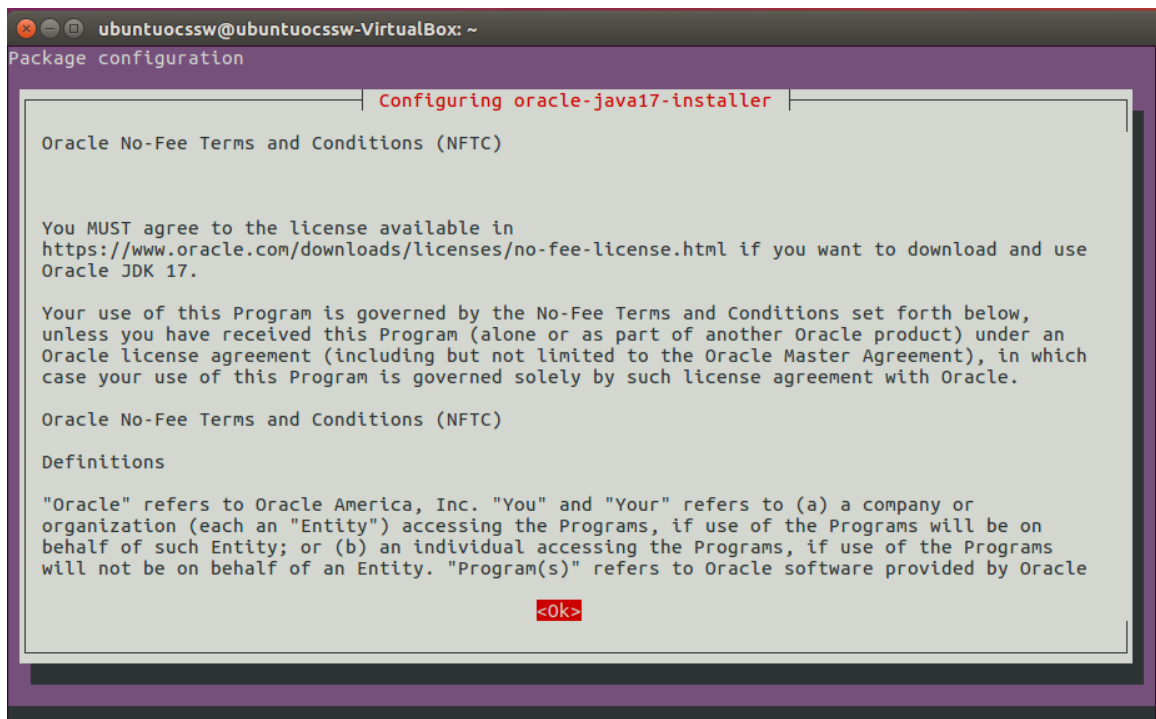 ubuntuocssw@ubuntuocssw-VirtualBox: ~
Package configuration
Configuring oracle-java17-installer
Oracle No-Fee Terms and Conditions (NFTC)
You MUST agree to the license available in
https://www.oracle.com/downloads/licenses/no-fee-license.html if you want to download and use
Oracle JDK 17.
Your use of this Program is governed by the No-Fee Terms and Conditions set forth below,
unless you have received this Program (alone or as part of another Oracle product) under an
Oracle license agreement (including but not limited to the Oracle Master Agreement), in which
case your use of this Program is governed solely by such license agreement with Oracle.
Oracle No-Fee Terms and Conditions (NFTC)
Definitions
"Oracle" refers to Oracle America, Inc. "You" and "Your" refers to (a) a company or
organization (each an "Entity") accessing the Programs, if use of the Programs will be on
behalf of such Entity; or (b) an individual accessing the Programs, if use of the Programs
will not be on behalf of an Entity. "Program(s)" refers to Oracle software provided by Oracle
<Ok>